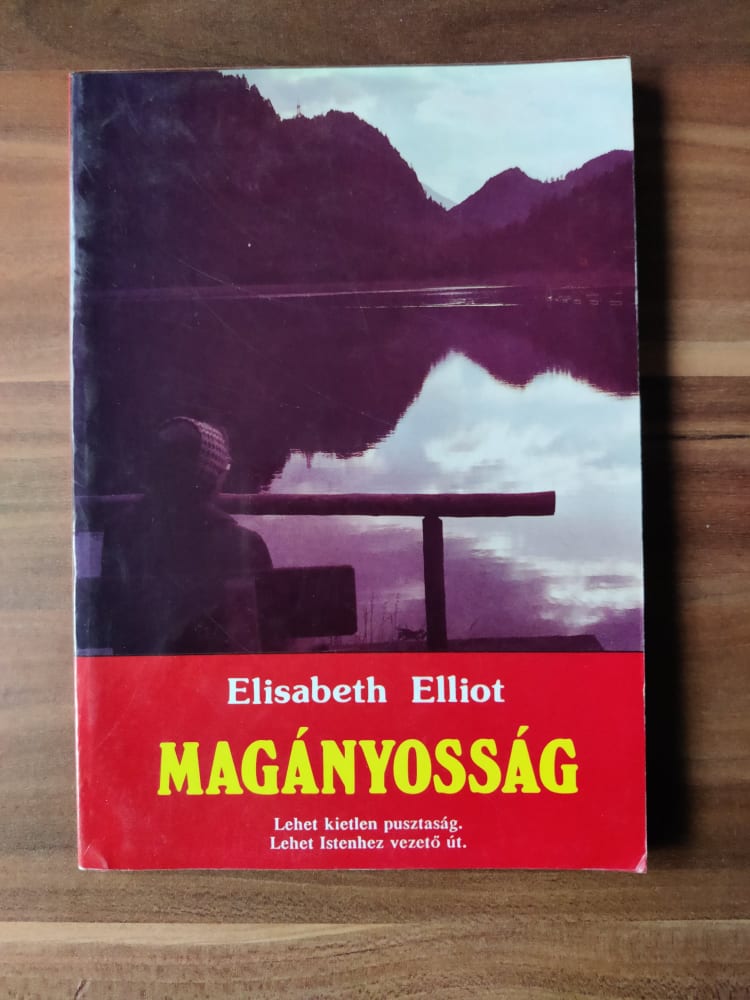 Elisabeth Elliot
MAGÁNYOSSÁG
Lehet kietlen pusztaság.
Lehet Istenhez vezető út.